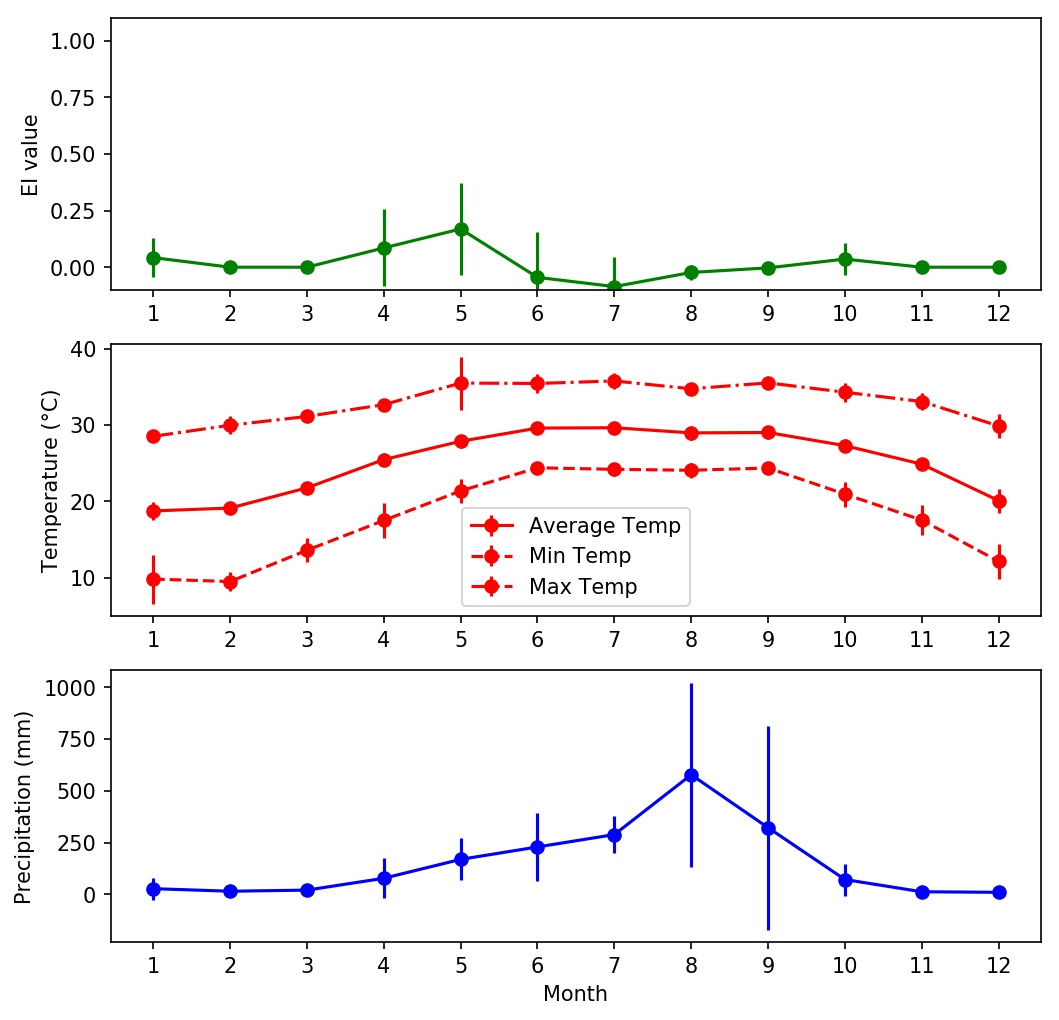 EI value
1.00
0.75
0.50
0.25
0.00
1 2 3 4 5 6 7 8 9 10 11 12
Temperature (°C)
40
30
20
10
Average Temp
Min Temp
Max Temp
1 2 3 4 5 6 7 8 9 10 11 12
Precipitation (mm)
1000
750
500
250
0
1 2 3 4 5 6 7 8 9 10 11 12
Month